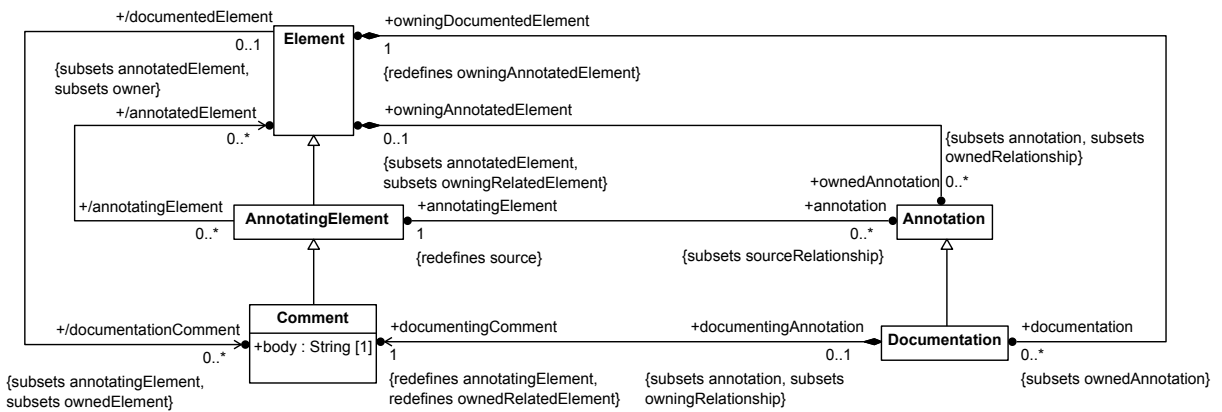 +/documentedElement
0..1
{subsets annotatedElement,
subsets owner}
Element
+owningDocumentedElement
1
{redefines owningAnnotatedElement}
+/annotatedElement
0..*
+owningAnnotatedElement
0..1
{subsets annotatedElement,
subsets owningRelatedElement}
{subsets annotation, subsets
ownedRelationship}
+ownedAnnotation 0..*
+/annotatingElement
0..*
AnnotatingElement
+annotatingElement
1
{redefines source}
+annotation
0..*
{subsets sourceRelationship}
Annotation
+/documentationComment
0..*
{subsets annotatingElement,
subsets ownedElement}
Comment
+body : String [1]
+documentingComment
1
{redefines annotatingElement,
redefines ownedRelatedElement}
+documentingAnnotation
0..1
{subsets annotation, subsets
owningRelationship}
Documentation
+documentation
0..*
{subsets ownedAnnotation}